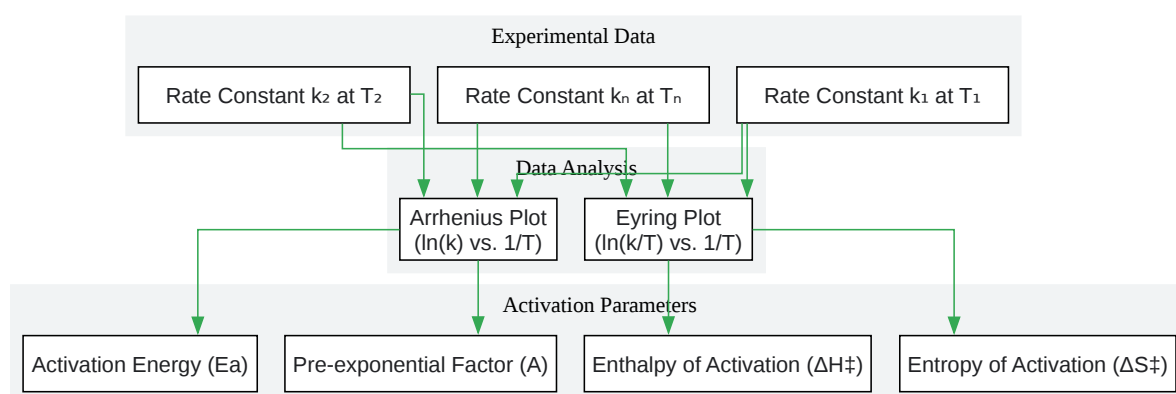 Experimental Data
Rate Constant k₂ at T₂
Rate Constant kₙ at Tₙ
Rate Constant k₁ at T₁
Data Analysis
Arrhenius Plot
(ln(k) vs. 1/T)
Eyring Plot
(ln(k/T) vs. 1/T)
Activation Parameters
Activation Energy (Ea)
Pre-exponential Factor (A)
Enthalpy of Activation (ΔH‡)
Entropy of Activation (ΔS‡)